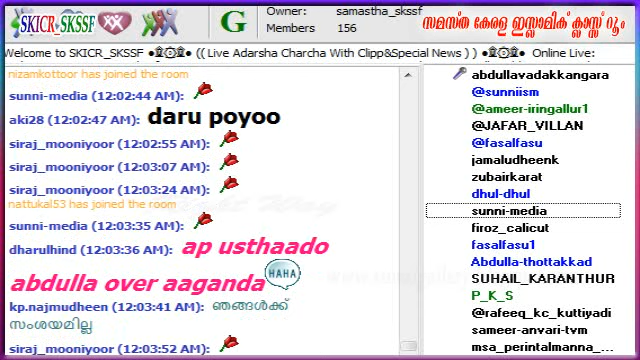 SKICR_SKSSF
G
Owner: samastha_skssf
Members 156
സമസ്ത കേരള ഇസ്ലാമിക് ക്ലാസ്സ് റൂം
Welcome to SKICR_SKSSF (( Live Adarsha Charcha With Clipp&Special News ) ) Online Live:
nizamkottoor has joined the room
sunni-media (12:02:44 AM):
aki28 (12:02:47 AM): daru poyoo
siraj_mooniyoor (12:02:55 AM):
siraj_mooniyoor (12:03:07 AM):
siraj_mooniyoor (12:03:24 AM):
nattukal53 has joined the room
sunni-media (12:03:35 AM):
dharulhind (12:03:36 AM): ap usthaado
abdulla over aaganda HAHA
kp.najmudheen (12:03:41 AM): ഞങ്ങൾക്ക്
സംശയമില്ല
siraj_mooniyoor (12:03:52 AM):
abdullavadakkangara
@sunniism
@ameer-iringallur1
@JAFAR_VILLAN
@fasalfasu
jamaludheenk
zubairkarat
dhul-dhul
sunni-media
firoz_calicut
fasalfasu1
Abdulla-thottakkad
SUHAIL_KARANTHUR
P_K_S
@rafeeq_kc_kuttiyadi
sameer-anvari-tvm
msa_perintalmanna_...